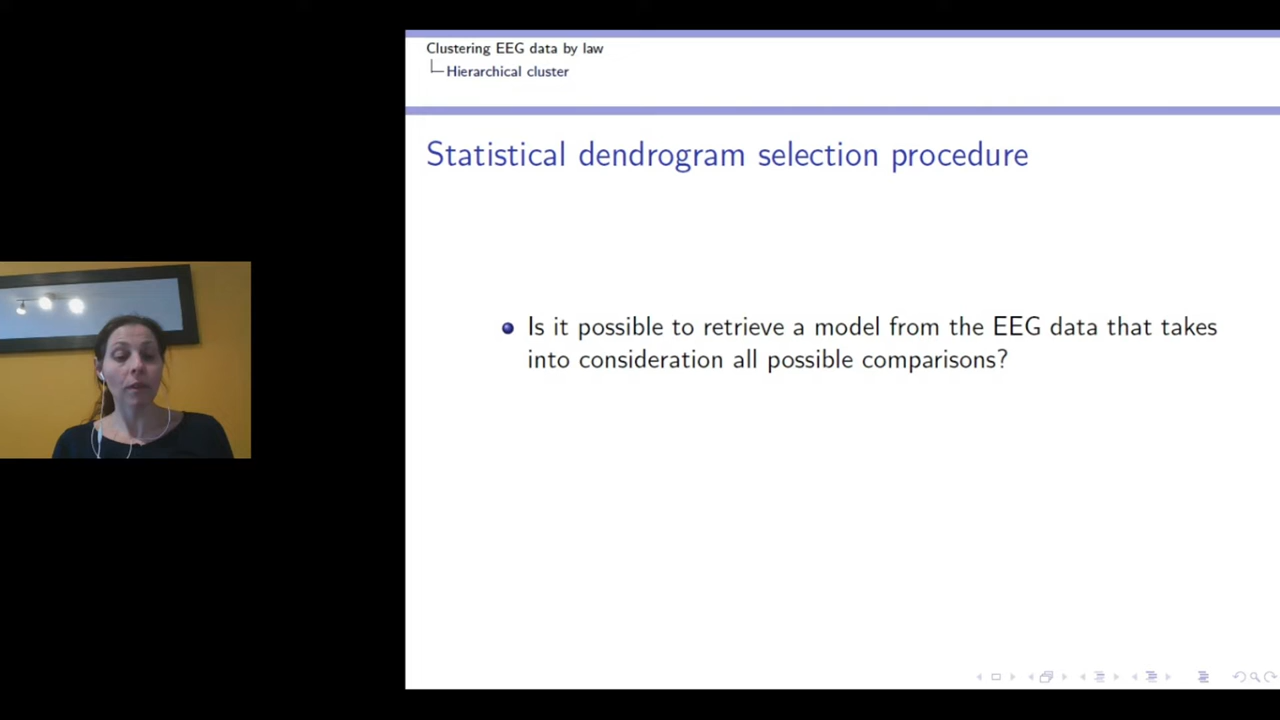 Clustering EEG data by law
Hierarchical cluster
Statistical dendrogram selection procedure
Is it possible to retrieve a model from the EEG data that takes
into consideration all possible comparisons?